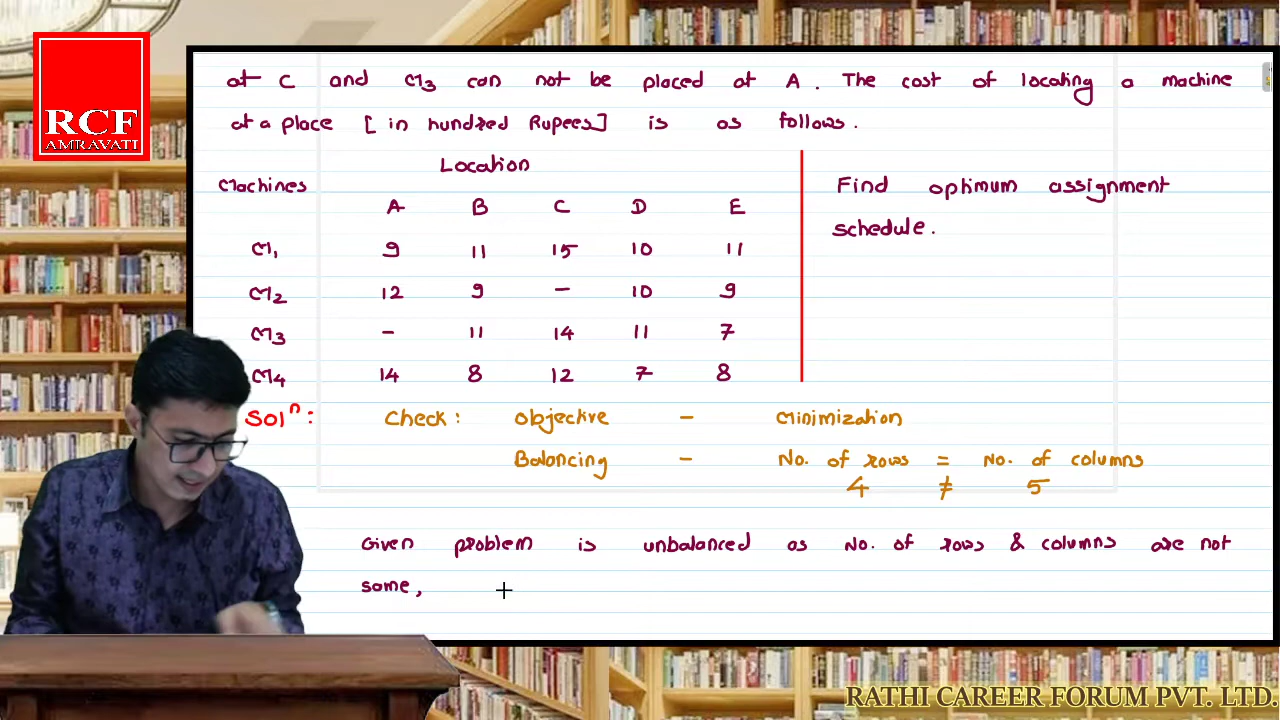 RCF
AMRAVATI
at C and M3 can not be placed at A. The cost of locating a machine
at a place [in hundred Rupees] is as follows.
Location
Machines
A B C D E
M1 9 11 15 10 11
M2 12 9 - 10 9
M3 - 11 14 11 7
M4 14 8 12 7 8
Find optimum assignment
schedule.
Solⁿ: Check: Objective - Minimization
Balancing - No. of rows = No. of columns
4 ≠ 5
Given problem is unbalanced as No. of rows & columns are not
same,
RATHI CAREER FORUM PVT. LTD.